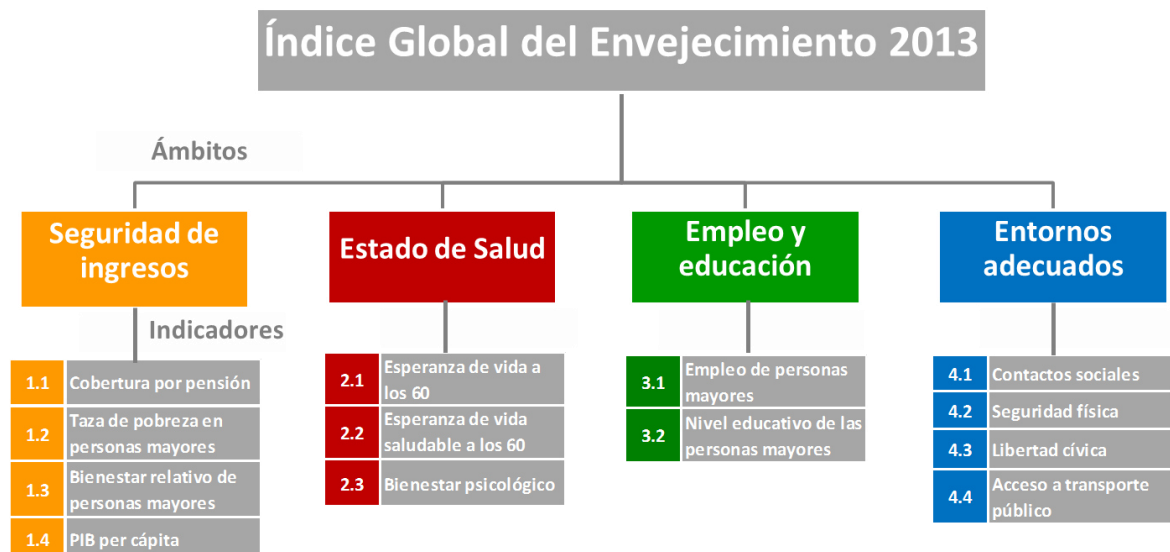 Índice Global del Envejecimiento 2013
Ámbitos
Seguridad de
ingresos
Estado de Salud
Empleo y
educación
Entornos
adecuados
Indicadores
1.1 Cobertura por pensión
1.2 Taza de pobreza en
personas mayores
1.3 Bienestar relativo de
personas mayores
1.4 PIB per cápita
2.1 Esperanza de vida a
los 60
2.2 Esperanza de vida
saludable a los 60
2.3 Bienestar psicológico
3.1 Empleo de personas
mayores
3.2 Nivel educativo de las
personas mayores
4.1 Contactos sociales
4.2 Seguridad física
4.3 Libertad cívica
4.4 Acceso a transporte
público